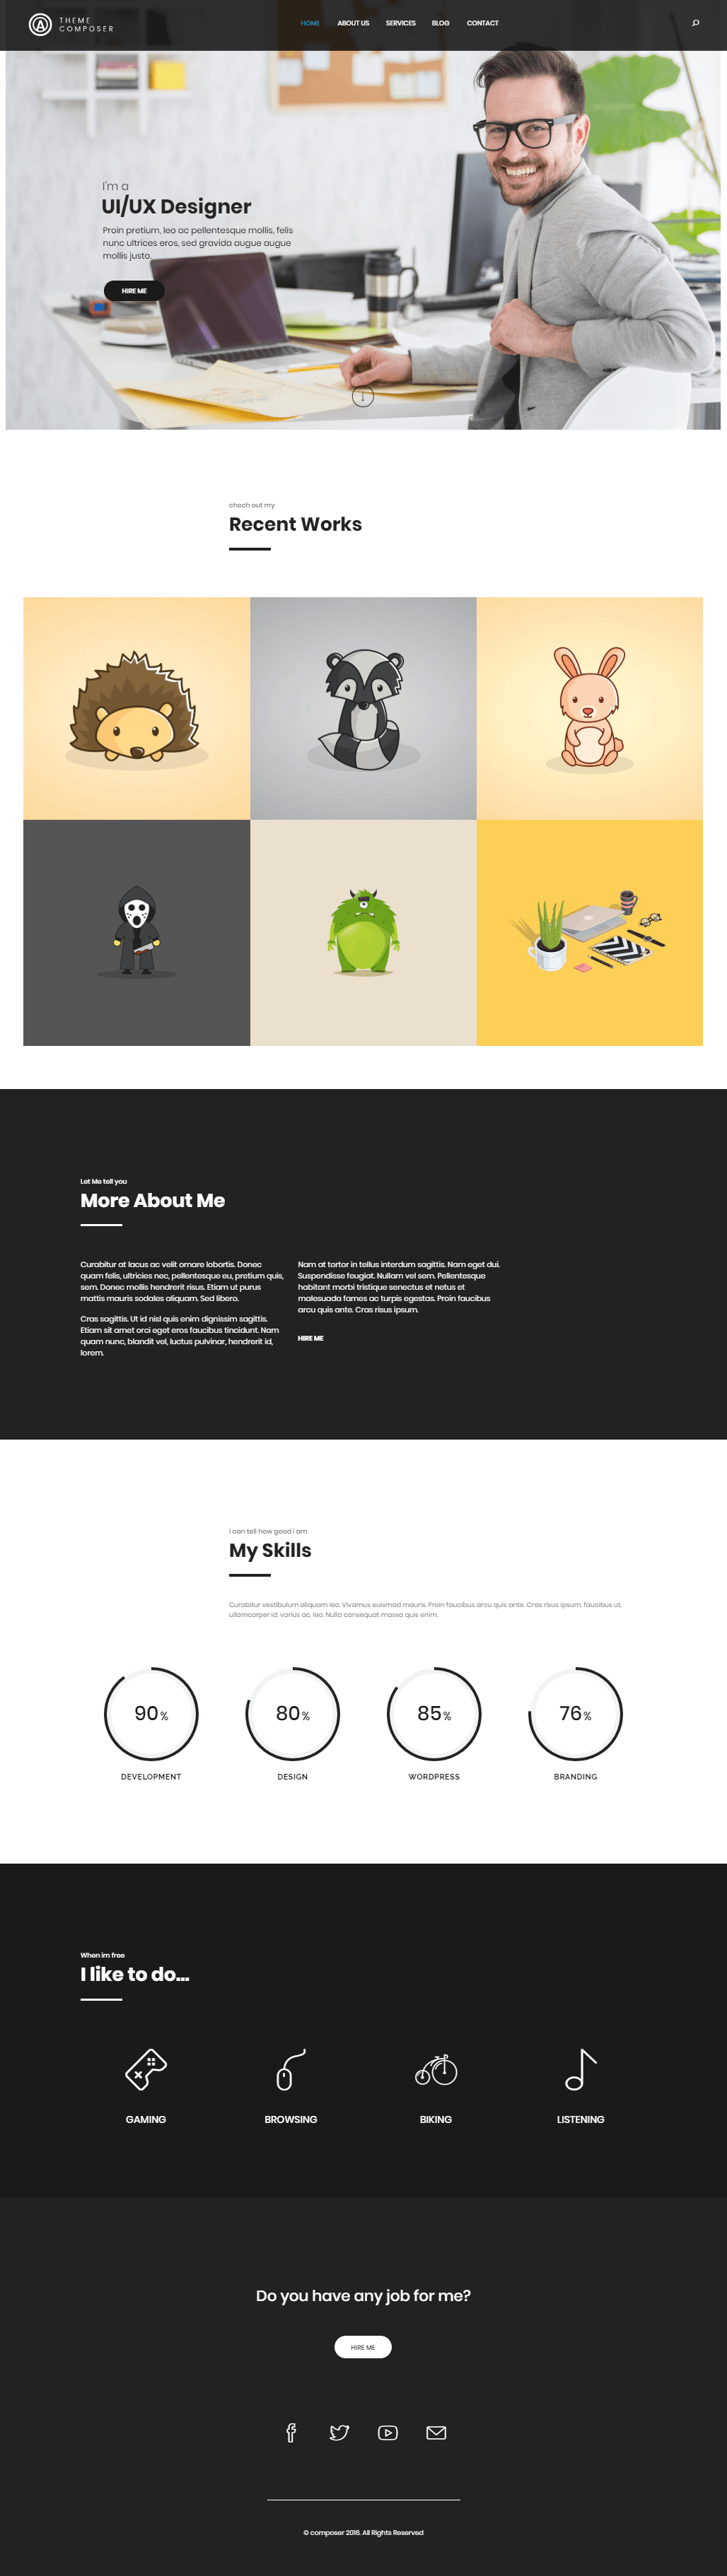 THEME
COMPOSER
HOME ABOUT US SERVICES BLOG CONTACT
I'm a
UI/UX Designer
Proin pretium, leo ac pellentesque mollis, felis
nunc ultrices eros, sed gravida augue augue
mollis justo.
HIRE ME
chech out my
Recent Works
Let Me tell you
More About Me
Curabitur at lacus ac velit ornare lobortis. Donec
quam felis, ultricies nec, pellentesque eu, pretium quis,
sem. Donec mollis hendrerit risus. Etiam ut purus
mattis mauris sodales aliquam. Sed libero.
Cras sagittis. Ut id nisl quis enim dignissim sagittis.
Etiam sit amet orci eget eros faucibus tincidunt. Nam
quam nunc, blandit vel, luctus pulvinar, hendrerit id,
lorem.
Nam at tortor in tellus interdum sagittis. Nam eget dui.
Suspendisse feugiat. Nullam vel sem. Pellentesque
habitant morbi tristique senectus et netus et
malesuada fames ac turpis egestas. Proin faucibus
arcu quis ante. Cras risus ipsum.
HIRE ME
I can tell how good i am
My Skills
Curabitur vestibulum aliquam leo. Vivamus euismod mauris. Proin faucibus arcu quis ante. Cras risus ipsum, faucibus ut,
ullamcorper id, varius ac, leo. Nulla consequat massa quis enim.
90% 80% 85% 76%
DEVELOPMENT DESIGN WORDPRESS BRANDING
When im free
I like to do...
GAMING BROWSING BIKING LISTENING
Do you have any job for me?
HIRE ME
© composer 2016. All Rights Reserved